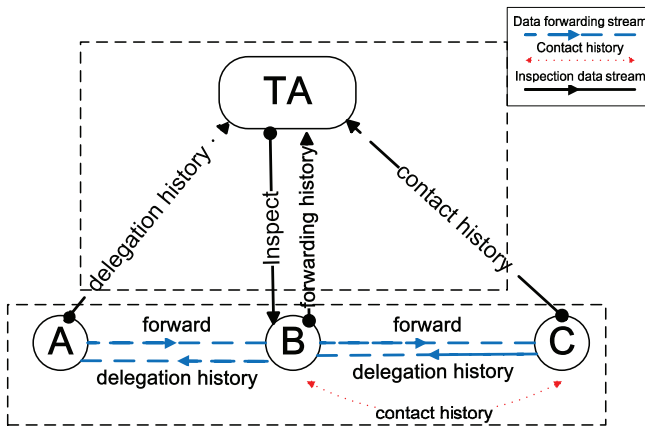 Data forwarding stream
Contact history
Inspection data stream
TA
delegation history
Inspect
forwarding history
contact history
A
forward
B
forward
C
delegation history
delegation history
contact history